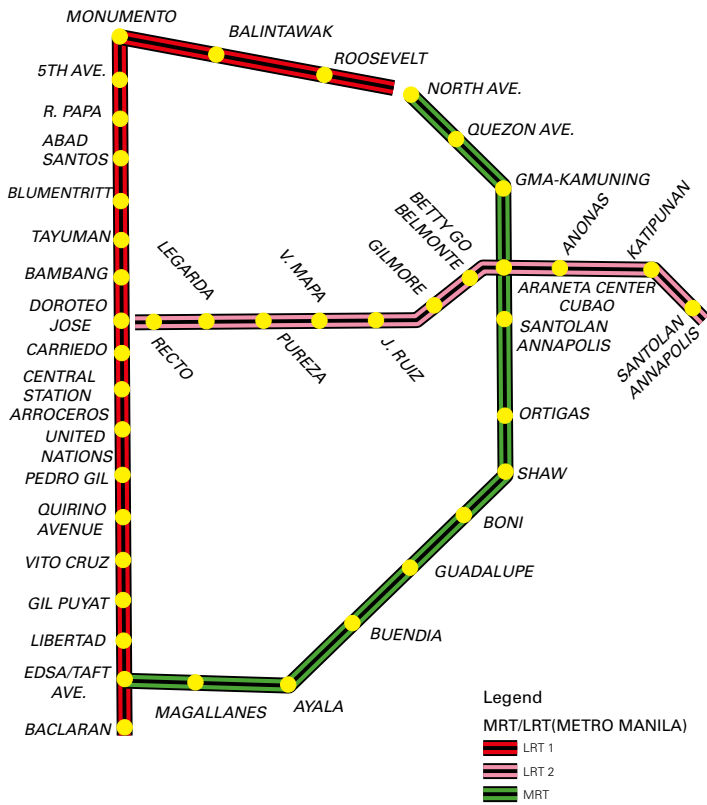 MONUMENTO
BALINTAWAK
ROOSEVELT
5TH AVE.
R. PAPA
ABAD
SANTOS
BLUMENTRITT
TAYUMAN
BAMBANG
DOROTEO
JOSE
CARRIEDO
CENTRAL
STATION
ARROCEROS
UNITED
NATIONS
PEDRO GIL
QUIRINO
AVENUE
VITO CRUZ
GIL PUYAT
LIBERTAD
EDSA/TAFT
AVE.
BACLARAN
RECTO
LEGARDA
PUREZA
V. MAPA
J. RUIZ
GILMORE
BETTY GO
BELMONTE
ARANETA CENTER
CUBAO
ANONAS
KATIPUNAN
SANTOLAN
ANNAPOLIS
NORTH AVE.
QUEZON AVE.
GMA-KAMUNING
SANTOLAN
ANNAPOLIS
ORTIGAS
SHAW
BONI
GUADALUPE
BUENDIA
AYALA
MAGALLANES
Legend
MRT/LRT(METRO MANILA)
LRT 1
LRT 2
MRT